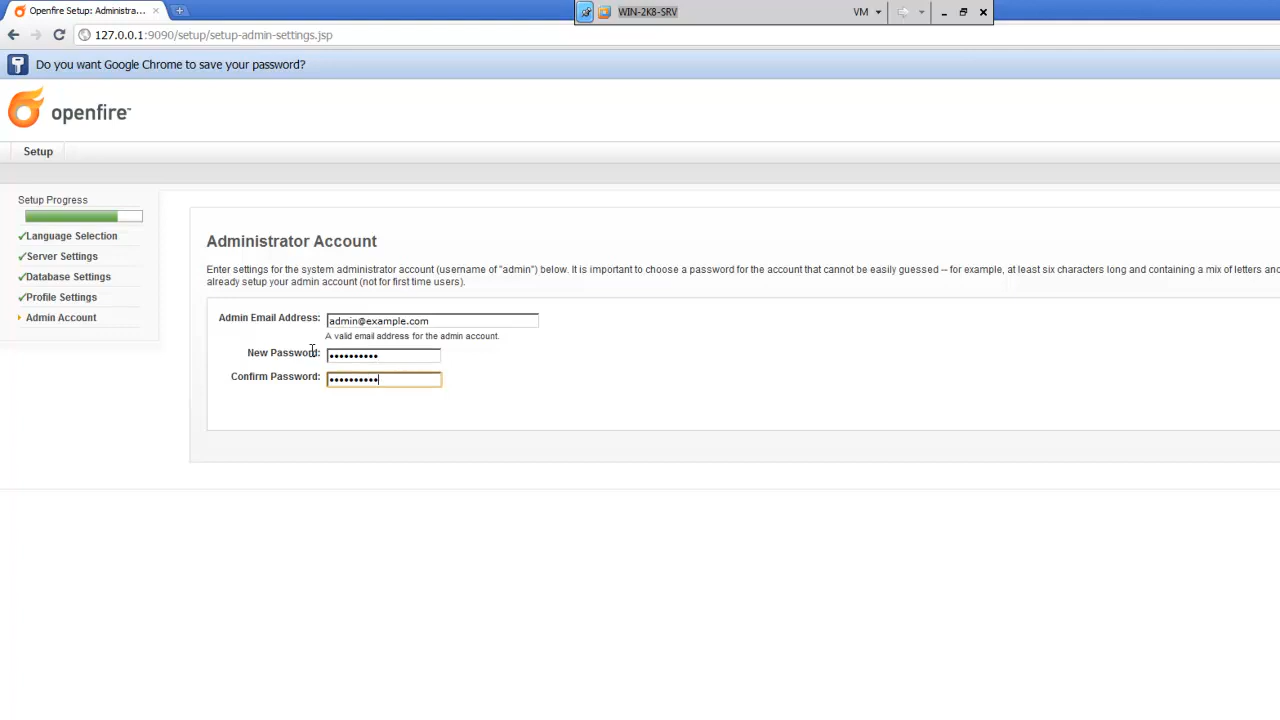 Openfire Setup: Administra...
WIN-2K8-SRV
VM
127.0.0.1:9090/setup/setup-admin-settings.jsp
Do you want Google Chrome to save your password?
openfire™
Setup
Setup Progress
Language Selection
Server Settings
Database Settings
Profile Settings
Admin Account
Administrator Account
Enter settings for the system administrator account (username of "admin") below. It is important to choose a password for the account that cannot be easily guessed -- for example, at least six characters long and containing a mix of letters and
already setup your admin account (not for first time users).
Admin Email Address: admin@example.com
A valid email address for the admin account.
New Password: ••••••••••
Confirm Password: ••••••••••